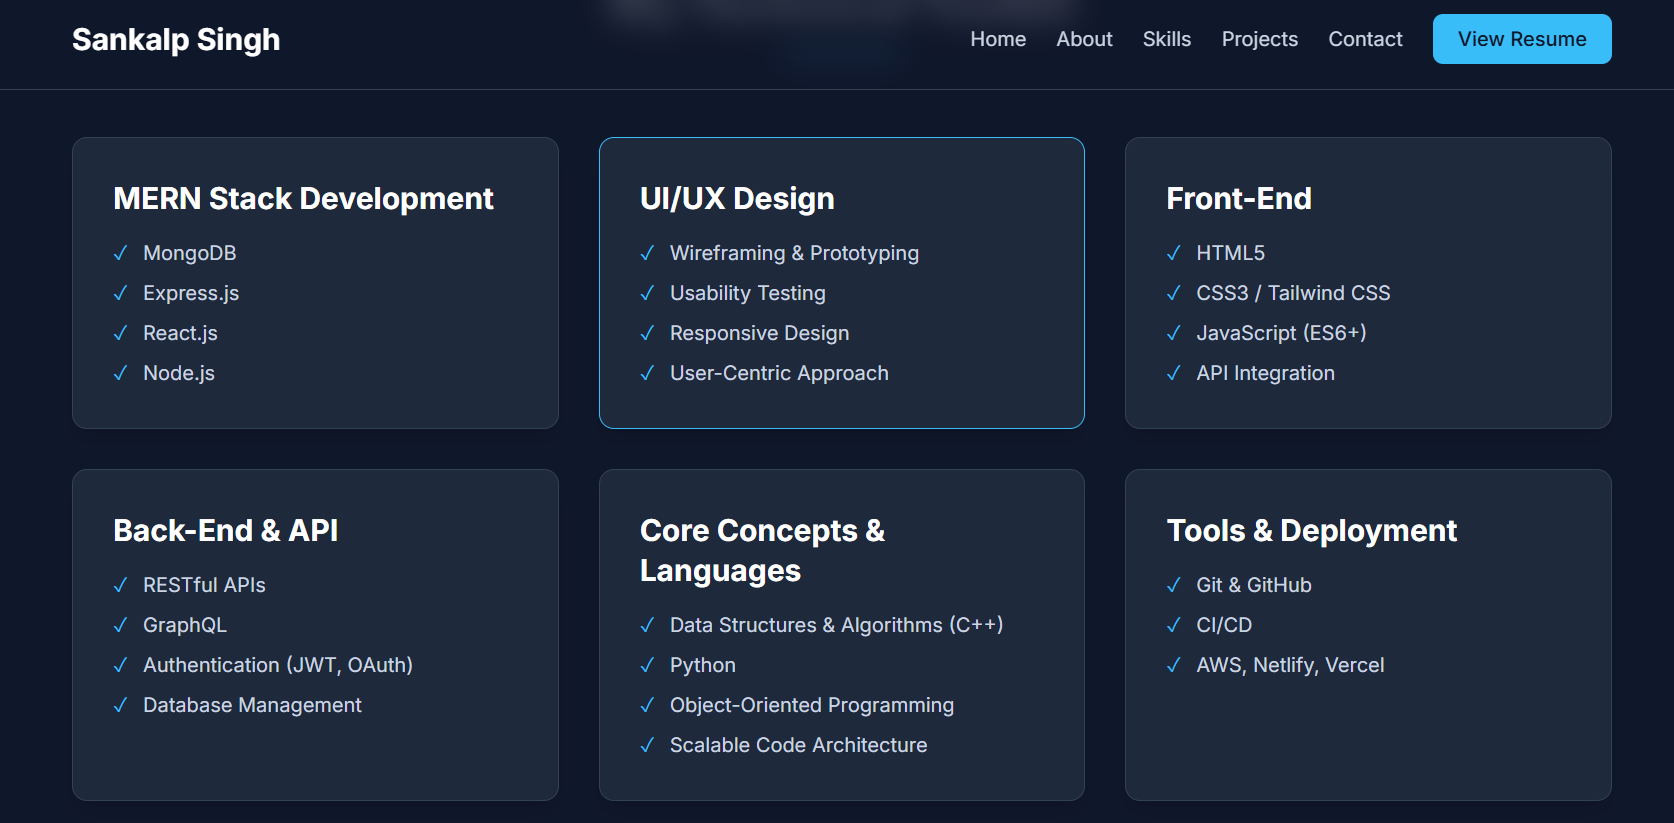 Sankalp Singh
Home About Skills Projects Contact View Resume
MERN Stack Development
✓ MongoDB
✓ Express.js
✓ React.js
✓ Node.js
UI/UX Design
✓ Wireframing & Prototyping
✓ Usability Testing
✓ Responsive Design
✓ User-Centric Approach
Front-End
✓ HTML5
✓ CSS3 / Tailwind CSS
✓ JavaScript (ES6+)
✓ API Integration
Back-End & API
✓ RESTful APIs
✓ GraphQL
✓ Authentication (JWT, OAuth)
✓ Database Management
Core Concepts &
Languages
✓ Data Structures & Algorithms (C++)
✓ Python
✓ Object-Oriented Programming
✓ Scalable Code Architecture
Tools & Deployment
✓ Git & GitHub
✓ CI/CD
✓ AWS, Netlify, Vercel